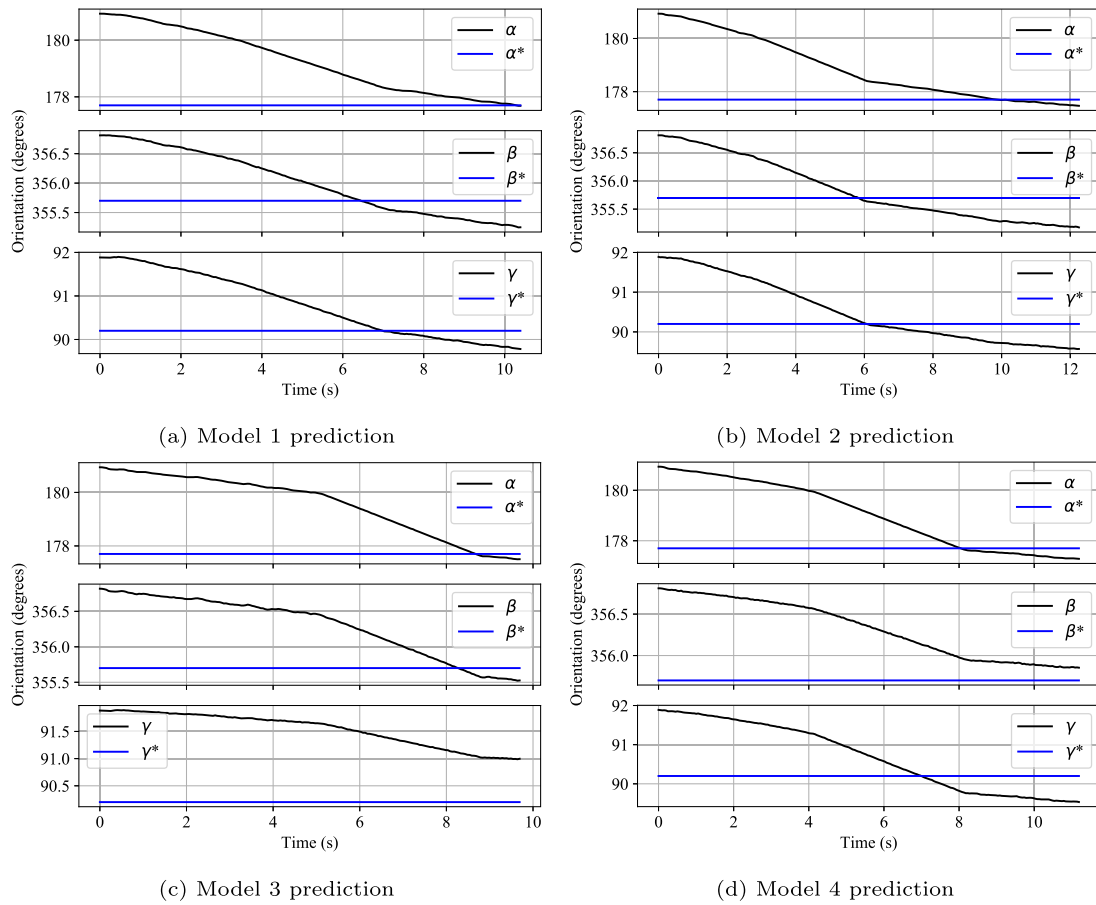 180
178
α
α*
356.5
356.0
355.5
β
β*
92
91
90
γ
γ*
0 2 4 6 8 10
Time (s)
Orientation (degrees)
(a) Model 1 prediction
180
178
α
α*
356.5
356.0
355.5
β
β*
92
91
90
γ
γ*
0 2 4 6 8 10 12
Time (s)
Orientation (degrees)
(b) Model 2 prediction
180
178
α
α*
356.5
356.0
355.5
β
β*
91.5
91.0
90.5
γ
γ*
0 2 4 6 8 10
Time (s)
Orientation (degrees)
(c) Model 3 prediction
180
178
α
α*
356.5
356.0
β
β*
92
91
90
γ
γ*
0 2 4 6 8 10
Time (s)
Orientation (degrees)
(d) Model 4 prediction